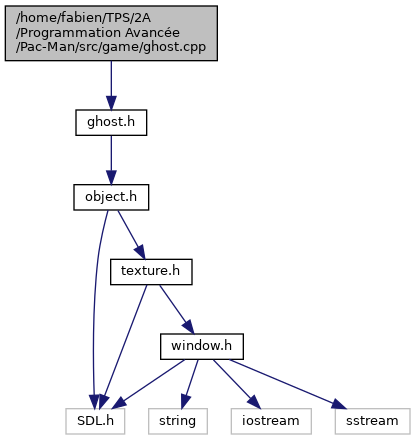 /home/fabien/TPS/2A
/Programmation Avancée
/Pac-Man/src/game/ghost.cpp
ghost.h
object.h
texture.h
window.h
SDL.h
string
iostream
sstream